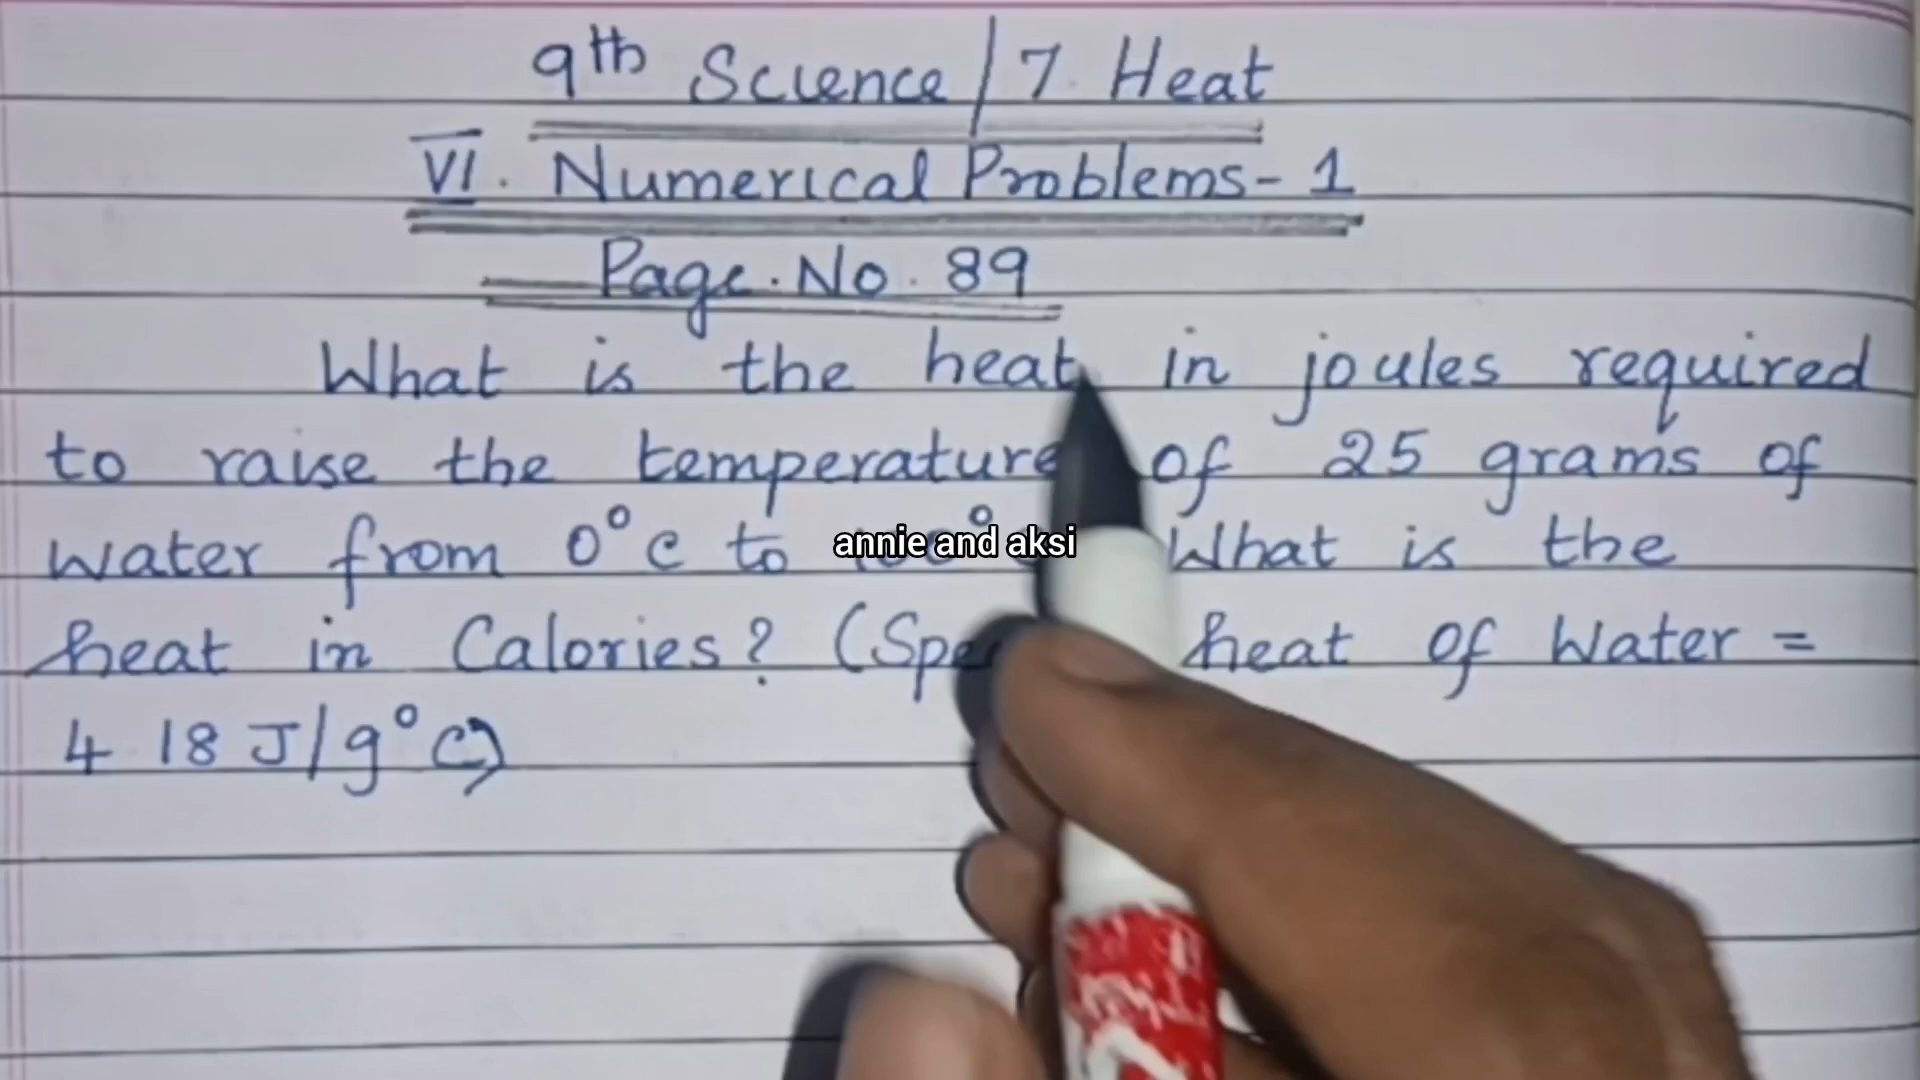 9th Science / 7. Heat
VI. Numerical Problems - 1
Page. No. 89
What is the heat in joules required
to raise the temperature of 25 grams of
water from 0°C to 100°C What is the
annie and aksi
heat in Calories? ( heat of Water =
4 18 J/g°C)